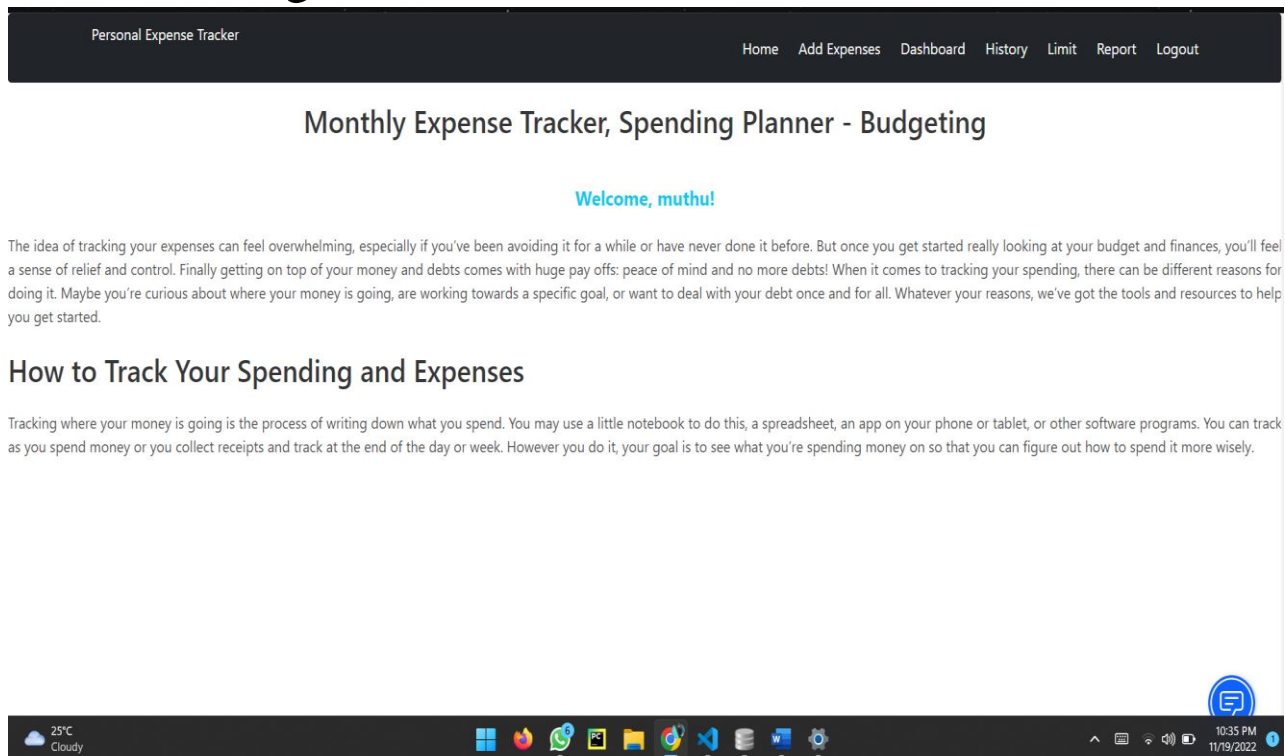 Personal Expense Tracker
Home Add Expenses Dashboard History Limit Report Logout
Monthly Expense Tracker, Spending Planner - Budgeting
Welcome, muthu!
The idea of tracking your expenses can feel overwhelming, especially if you've been avoiding it for a while or have never done it before. But once you get started really looking at your budget and finances, you'll feel
a sense of relief and control. Finally getting on top of your money and debts comes with huge pay offs: peace of mind and no more debts! When it comes to tracking your spending, there can be different reasons for
doing it. Maybe you're curious about where your money is going, are working towards a specific goal, or want to deal with your debt once and for all. Whatever your reasons, we've got the tools and resources to help
you get started.
How to Track Your Spending and Expenses
Tracking where your money is going is the process of writing down what you spend. You may use a little notebook to do this, a spreadsheet, an app on your phone or tablet, or other software programs. You can track
as you spend money or you collect receipts and track at the end of the day or week. However you do it, your goal is to see what you're spending money on so that you can figure out how to spend it more wisely.
25°C
Cloudy
6
PC
10:35 PM
11/19/2022
1